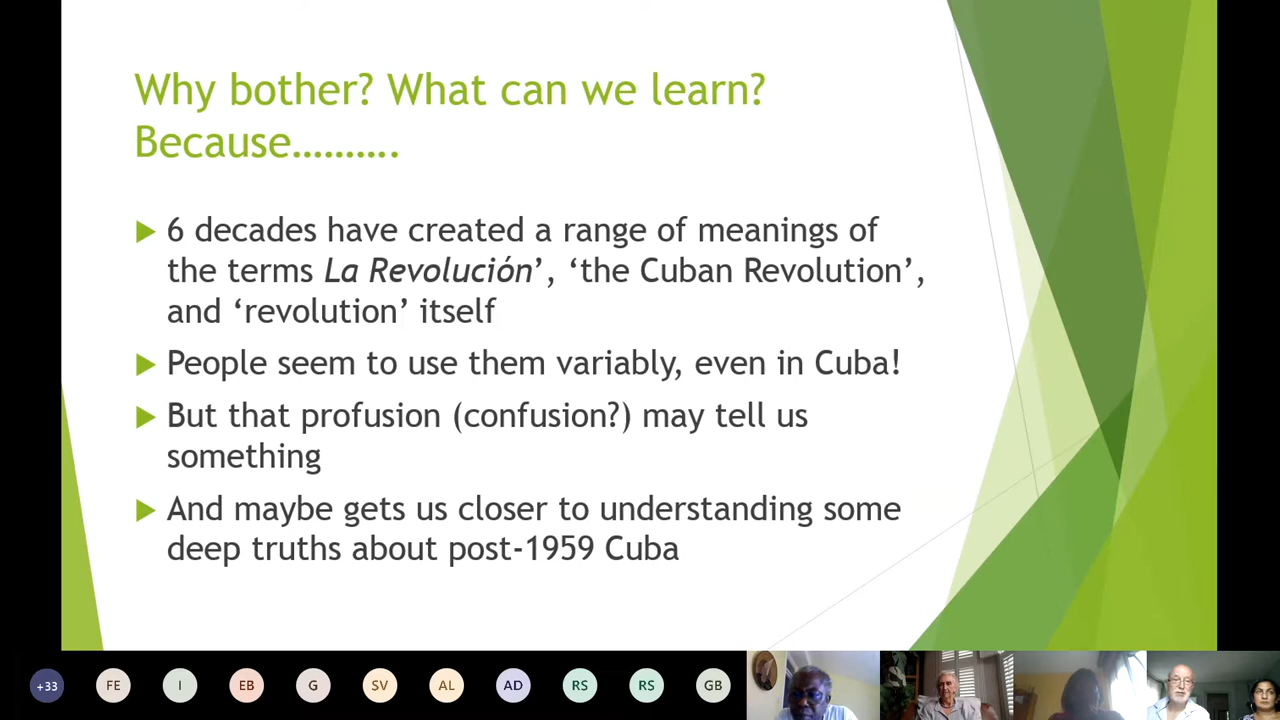 Why bother? What can we learn?
Because……….
6 decades have created a range of meanings of
the terms La Revolución’, ‘the Cuban Revolution’,
and ‘revolution’ itself
People seem to use them variably, even in Cuba!
But that profusion (confusion?) may tell us
something
And maybe gets us closer to understanding some
deep truths about post-1959 Cuba
+33 FE I EB G SV AL AD RS RS GB